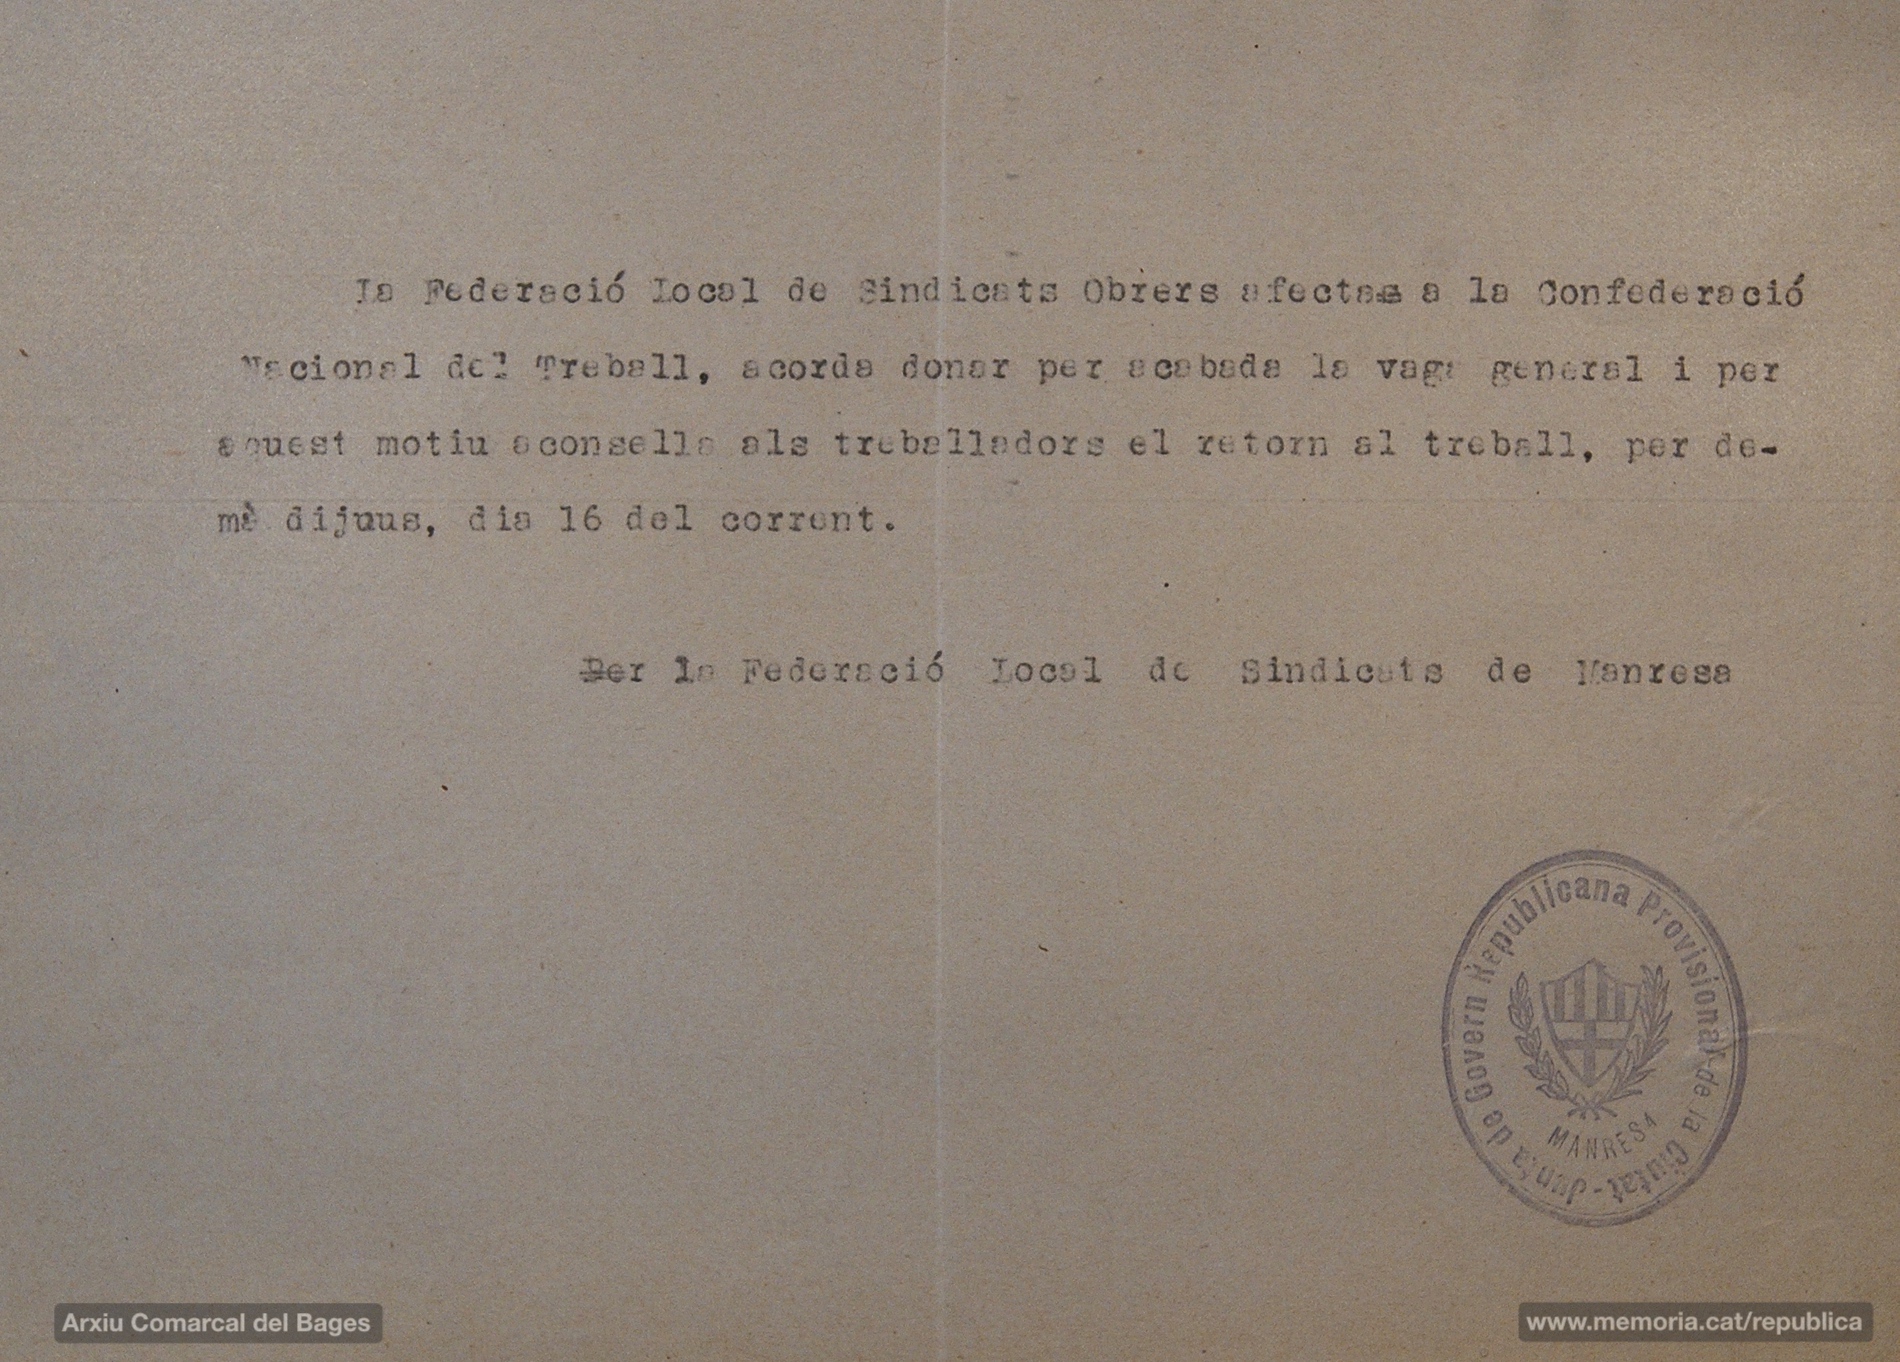 La Federació Local de Sindicats Obrers afectas a la Confederació
Nacional del Treball, acorda donar per acabada la vaga general i per
aquest motiu aconsella als treballadors el retorn al treball, per de-
mà dijuus, dia 16 del corrent.
Per la Federació Local de Sindicats de Manresa
Junta de Govern Republicana Provisional de la Ciutat -
MANRESA
Arxiu Comarcal del Bages
www.memoria.cat/republica